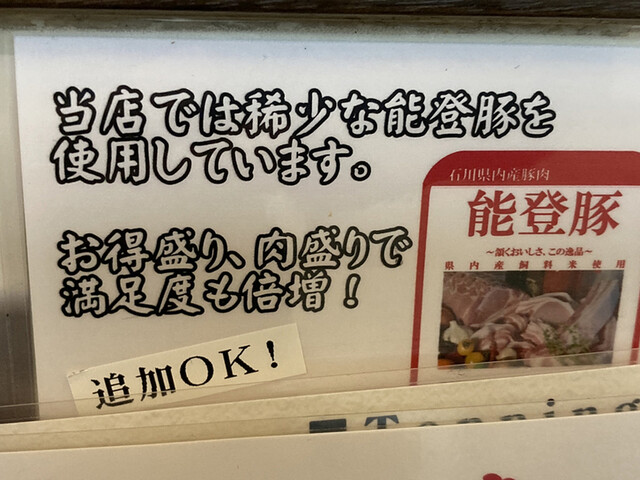 当店では稀少な能登豚を
使用しています。
お得盛り、肉盛りで
満足度も倍増！
追加OK！
石川県内産豚肉
能登豚
～頷くおいしさ、この逸品～
県内産飼料米使用
Topping